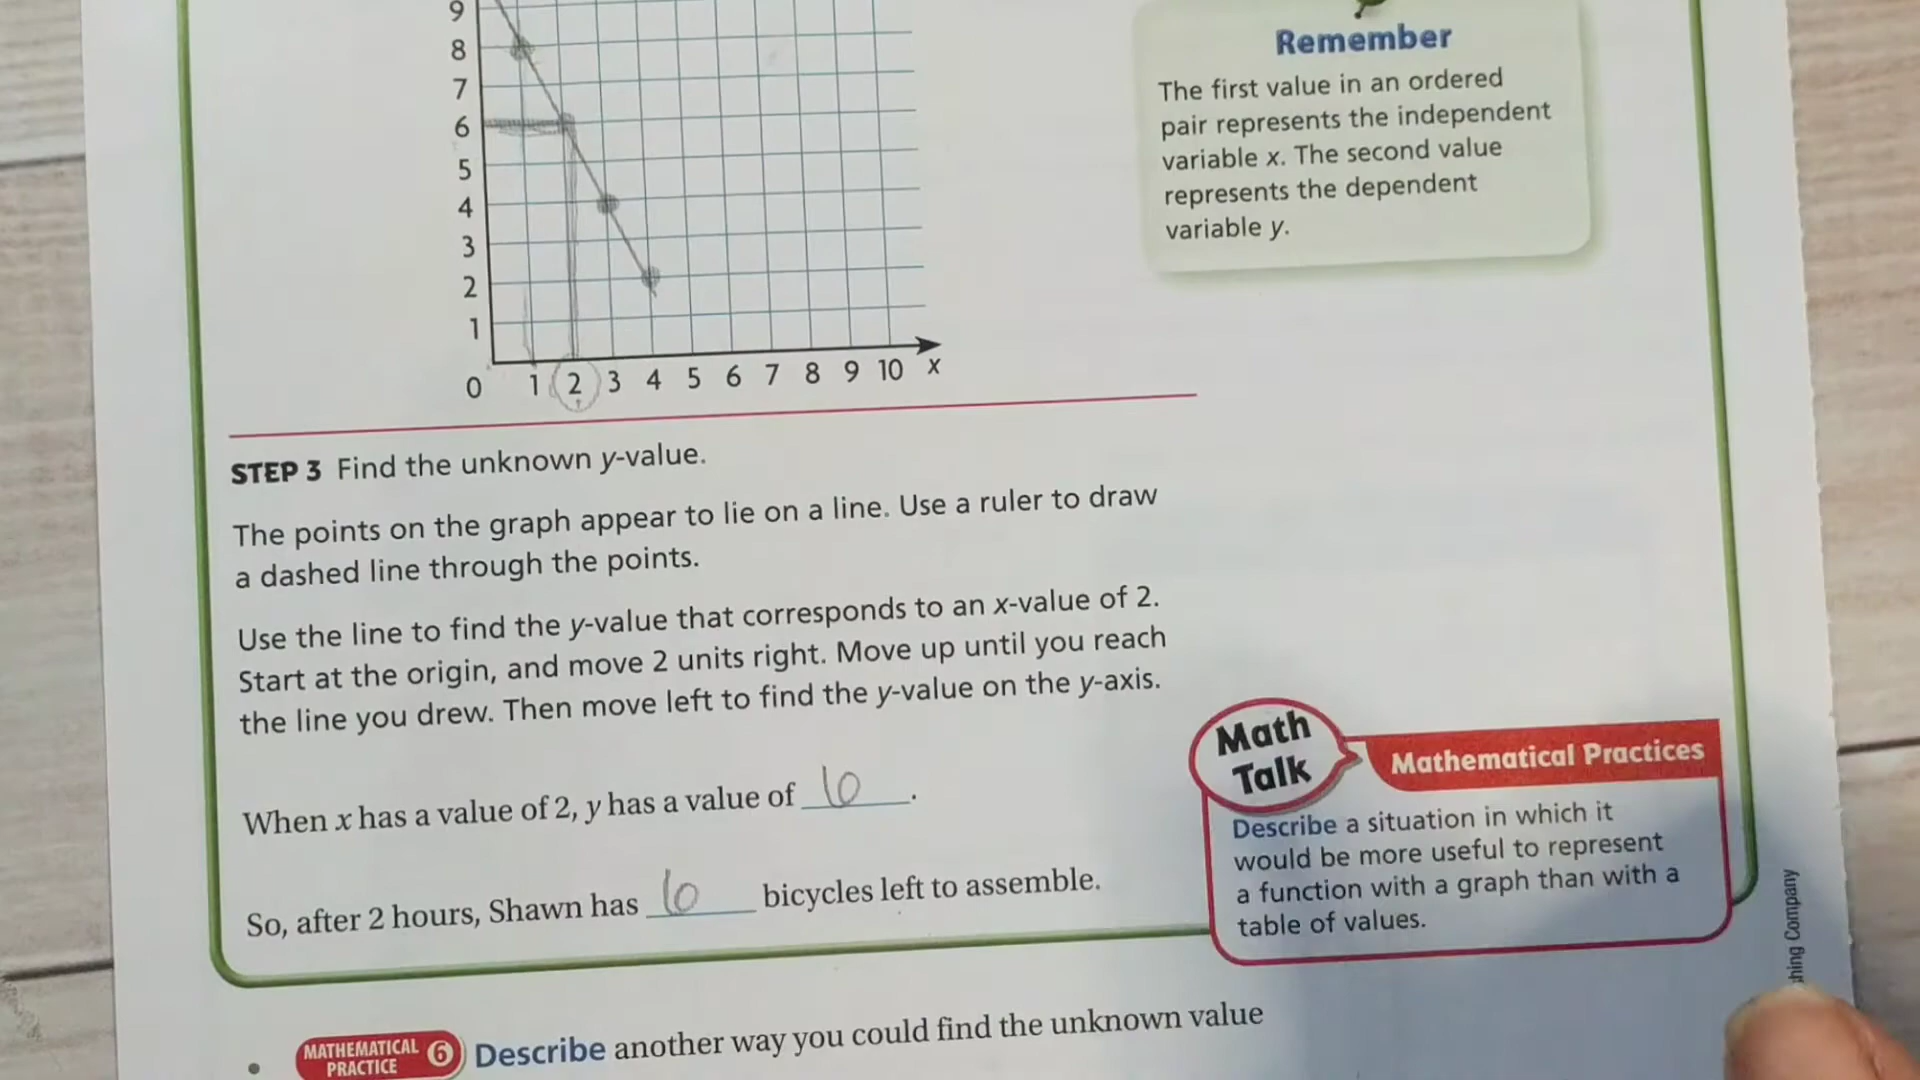 9
8
7
6
5
4
3
2
1
0 1 2 3 4 5 6 7 8 9 10 x
Remember
The first value in an ordered
pair represents the independent
variable x. The second value
represents the dependent
variable y.
STEP 3 Find the unknown y-value.
The points on the graph appear to lie on a line. Use a ruler to draw
a dashed line through the points.
Use the line to find the y-value that corresponds to an x-value of 2.
Start at the origin, and move 2 units right. Move up until you reach
the line you drew. Then move left to find the y-value on the y-axis.
When x has a value of 2, y has a value of 6.
So, after 2 hours, Shawn has 6 bicycles left to assemble.
Math
Talk
Mathematical Practices
Describe a situation in which it
would be more useful to represent
a function with a graph than with a
table of values.
hing Company
• MATHEMATICAL
PRACTICE 6 Describe another way you could find the unknown value